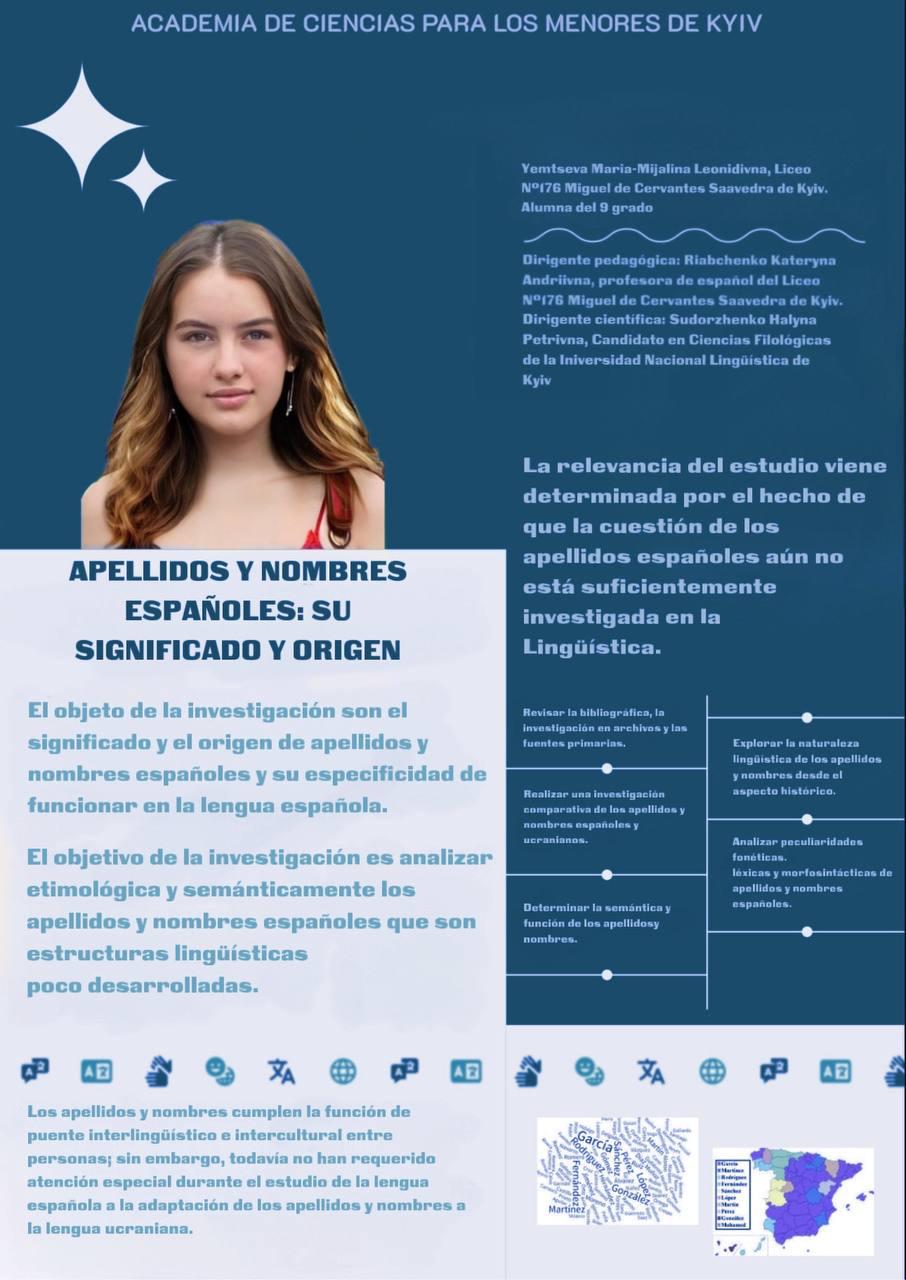 ACADEMIA DE CIENCIAS PARA LOS MENORES DE KYIV
Yemtseva Maria-Mijalina Leonidivna, Liceo
Nº176 Miguel de Cervantes Saavedra de Kyiv.
Alumna del 9 grado
Dirigente pedagógica: Riabchenko Kateryna
Andriivna, profesora de español del Liceo
Nº176 Miguel de Cervantes Saavedra de Kyiv.
Dirigente científica: Sudorzhenko Halyna
Petrivna, Candidato en Ciencias Filológicas
de la Iniversidad Nacional Lingüística de
Kyiv
La relevancia del estudio viene
determinada por el hecho de
que la cuestión de los
apellidos españoles aún no
está suficientemente
investigada en la
Lingüística.
APELLIDOS Y NOMBRES
ESPAÑOLES: SU
SIGNIFICADO Y ORIGEN
El objeto de la investigación son el
significado y el origen de apellidos y
nombres españoles y su especificidad de
funcionar en la lengua española.
El objetivo de la investigación es analizar
etimológica y semánticamente los
apellidos y nombres españoles que son
estructuras lingüísticas
poco desarrolladas.
Revisar la bibliográfica, la
investigación en archivos y las
fuentes primarias.
Realizar una investigación
comparativa de los apellidos y
nombres españoles y
ucranianos.
Determinar la semántica y
función de los apellidosy
nombres.
Explorar la naturaleza
lingüística de los apellidos
y nombres desde el
aspecto histórico.
Analizar peculiaridades
fonéticas.
léxicas y morfosintácticas de
apellidos y nombres
españoles.
Los apellidos y nombres cumplen la función de
puente interlingüístico e intercultural entre
personas; sin embargo, todavía no han requerido
atención especial durante el estudio de la lengua
española a la adaptación de los apellidos y nombres a
la lengua ucraniana.
García
Rodríguez
Sánchez
Pérez
López
Fernández
González
Martínez
García
Martínez
Rodríguez
Fernández
Sánchez
López
Martín
Pérez
González
Mohamed